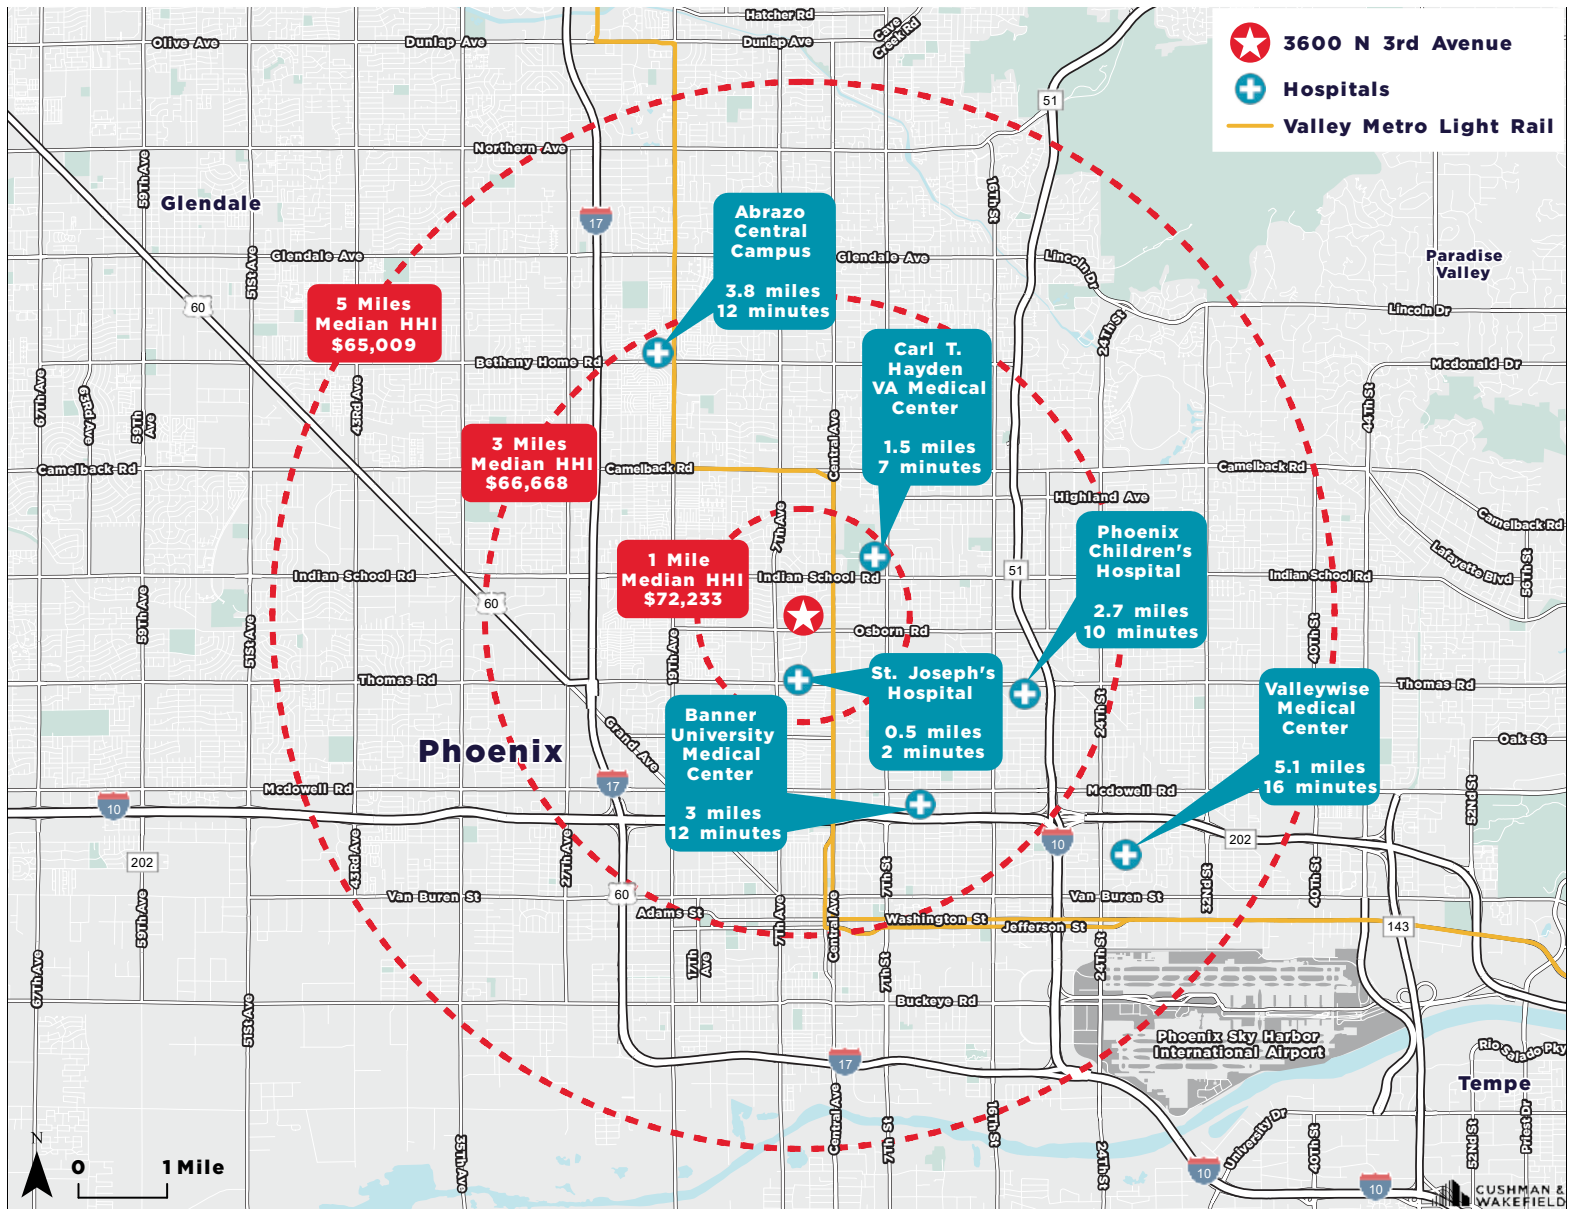 Hatcher Rd
Cave
Creek Rd
Olive Ave
Dunlap Ave
Dunlap Ave
3600 N 3rd Avenue
Hospitals
Valley Metro Light Rail
51
Northern Ave
59Th Ave
Glendale
16Th St
17
Abrazo
Central
Campus
3.8 miles
12 minutes
Glendale Ave
51St Ave
Glendale Ave
Lincoln Dr
Paradise
Valley
60
5 Miles
Median HHI
$65,009
Lincoln Dr
24Th St
Bethany Home Rd
Carl T.
Hayden
VA Medical
Center
1.5 miles
7 minutes
Mcdonald Dr
67Th Ave
63Rd Ave
59Th
Ave
43Rd Ave
44Th St
Central Ave
3 Miles
Median HHI
$66,668
Camelback Rd
Camelback Rd
Camelback Rd
Highland Ave
Camelback Rd
7Th Ave
Lafayette Blvd
56Th St
Phoenix
Children's
Hospital
2.7 miles
10 minutes
1 Mile
Median HHI
$72,233
Indian School Rd
Indian School Rd
51
Indian School Rd
60
59Th Ave
51St Ave
19Th Ave
Osborn Rd
40Th St
Thomas Rd
St. Joseph's
Hospital
0.5 miles
2 minutes
Valleywise
Medical
Center
5.1 miles
16 minutes
Thomas Rd
Banner
University
Medical
Center
3 miles
12 minutes
24Th St
Grand Ave
Phoenix
Oak St
17
Mcdowell Rd
Mcdowell Rd
52Nd St
10
10
202
202
43Rd Ave
27Th Ave
7Th St
32Nd St
40Th St
60
Van Buren St
Van Buren St
59Th Ave
Adams St
7Th Ave
Central Ave
Washington St
Jefferson St
143
67Th Ave
17Th
Ave
7Th St
24Th St
51St Ave
Buckeye Rd
Phoenix Sky Harbor
International Airport
Rio Salado Pky
17
Tempe
35Th Ave
Central Ave
7Th St
16Th St
24Th St
University Dr
40Th St
52Nd St
Priest Dr
10
10
N
0
1 Mile
CUSHMAN &
WAKEFIELD